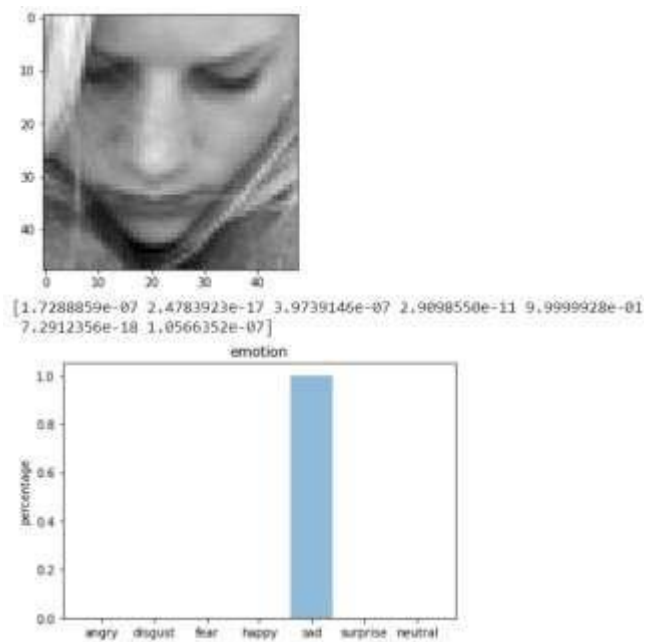 0
10
20
30
40
0 10 20 30 40
[1.7288859e-07 2.4783923e-17 3.9739146e-07 2.9098550e-11 9.9999928e-01
7.2912356e-18 1.0566352e-07]
emotion
1.0
0.8
0.6
0.4
0.2
0.0
percentage
angry disgust fear happy sad surprise neutral